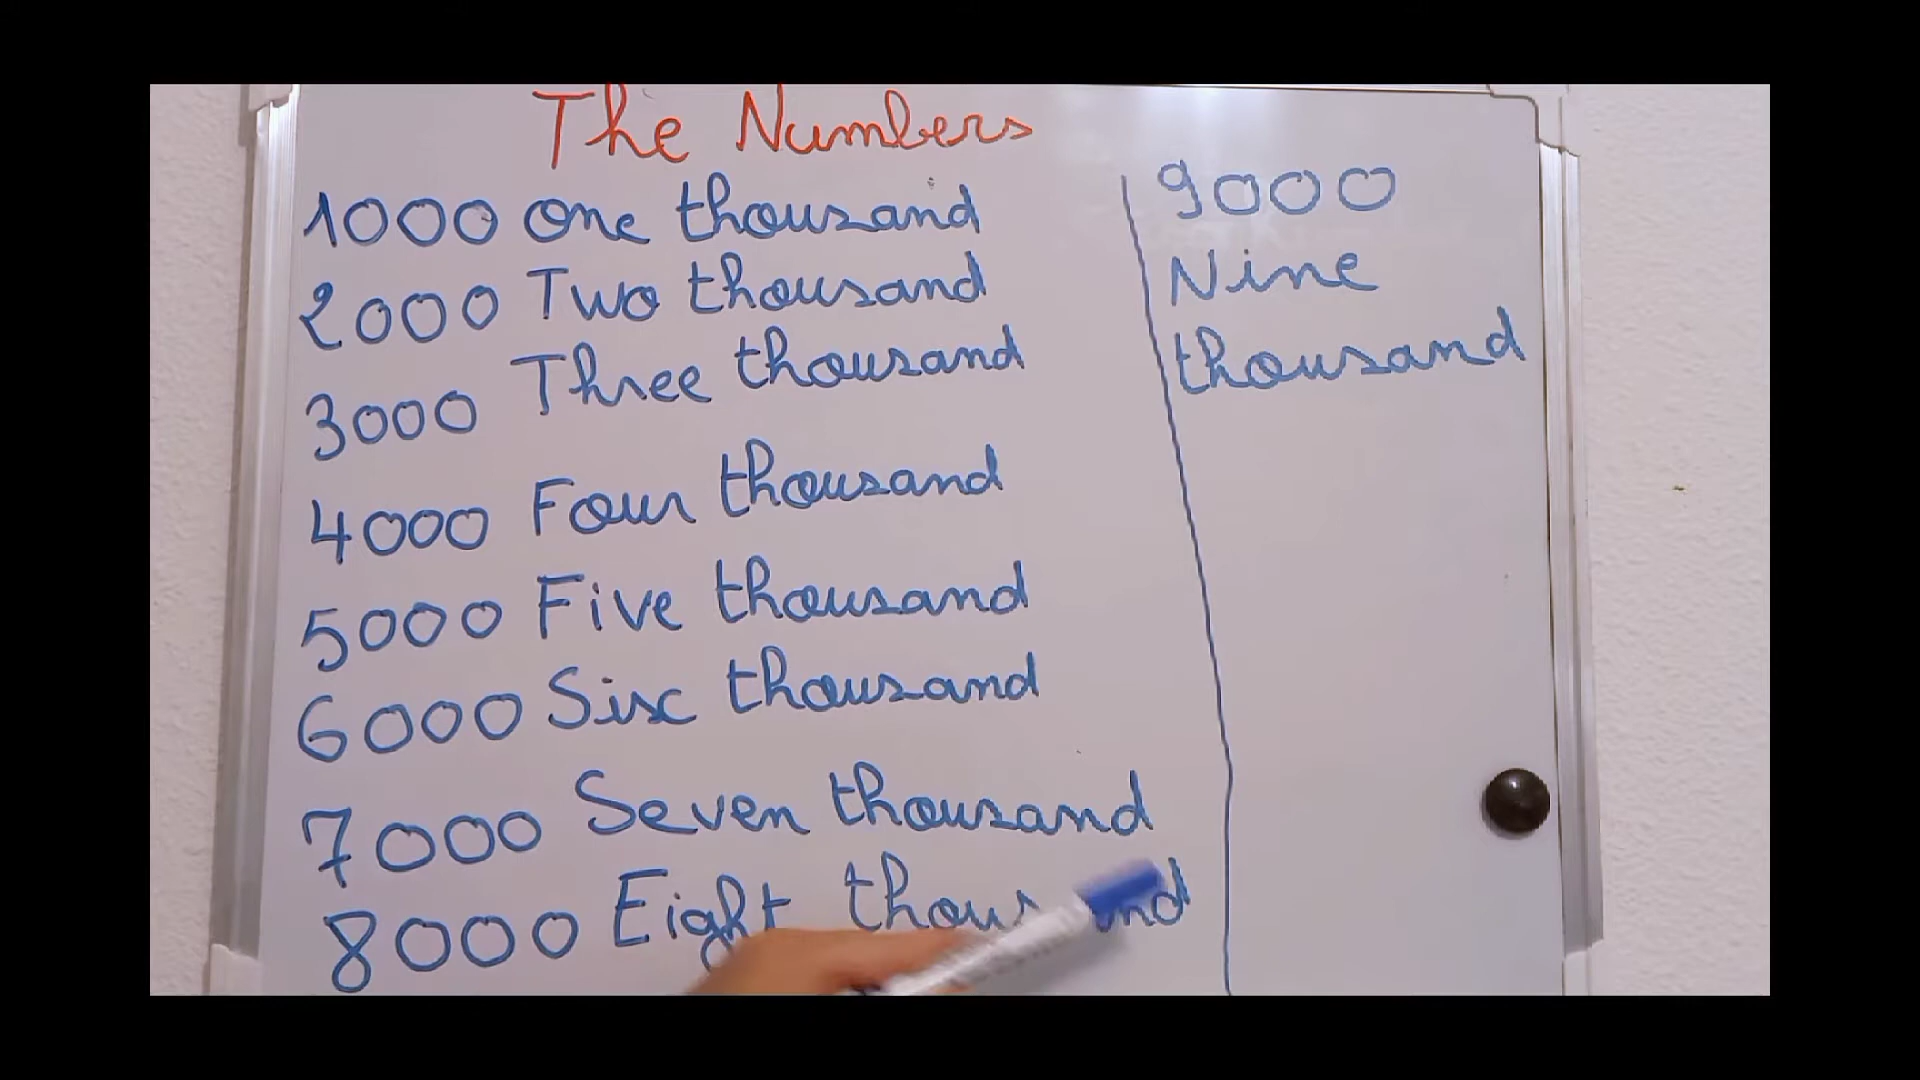 The Numbers
1000 One thousand
2000 Two thousand
3000 Three thousand
4000 Four thousand
5000 Five thousand
6000 Six thousand
7000 Seven thousand
8000 Eight
9000
Nine
thousand